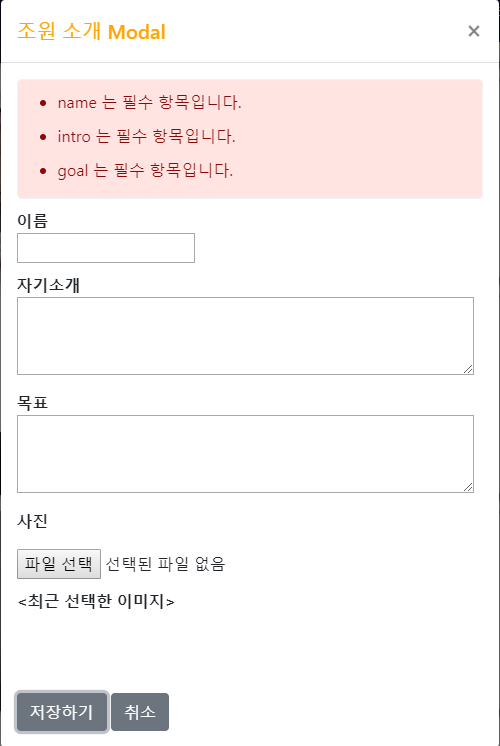 조원 소개 Modal ×
name 는 필수 항목입니다.
intro 는 필수 항목입니다.
goal 는 필수 항목입니다.
이름
자기소개
목표
사진
파일 선택 선택된 파일 없음
<최근 선택한 이미지>
저장하기 취소